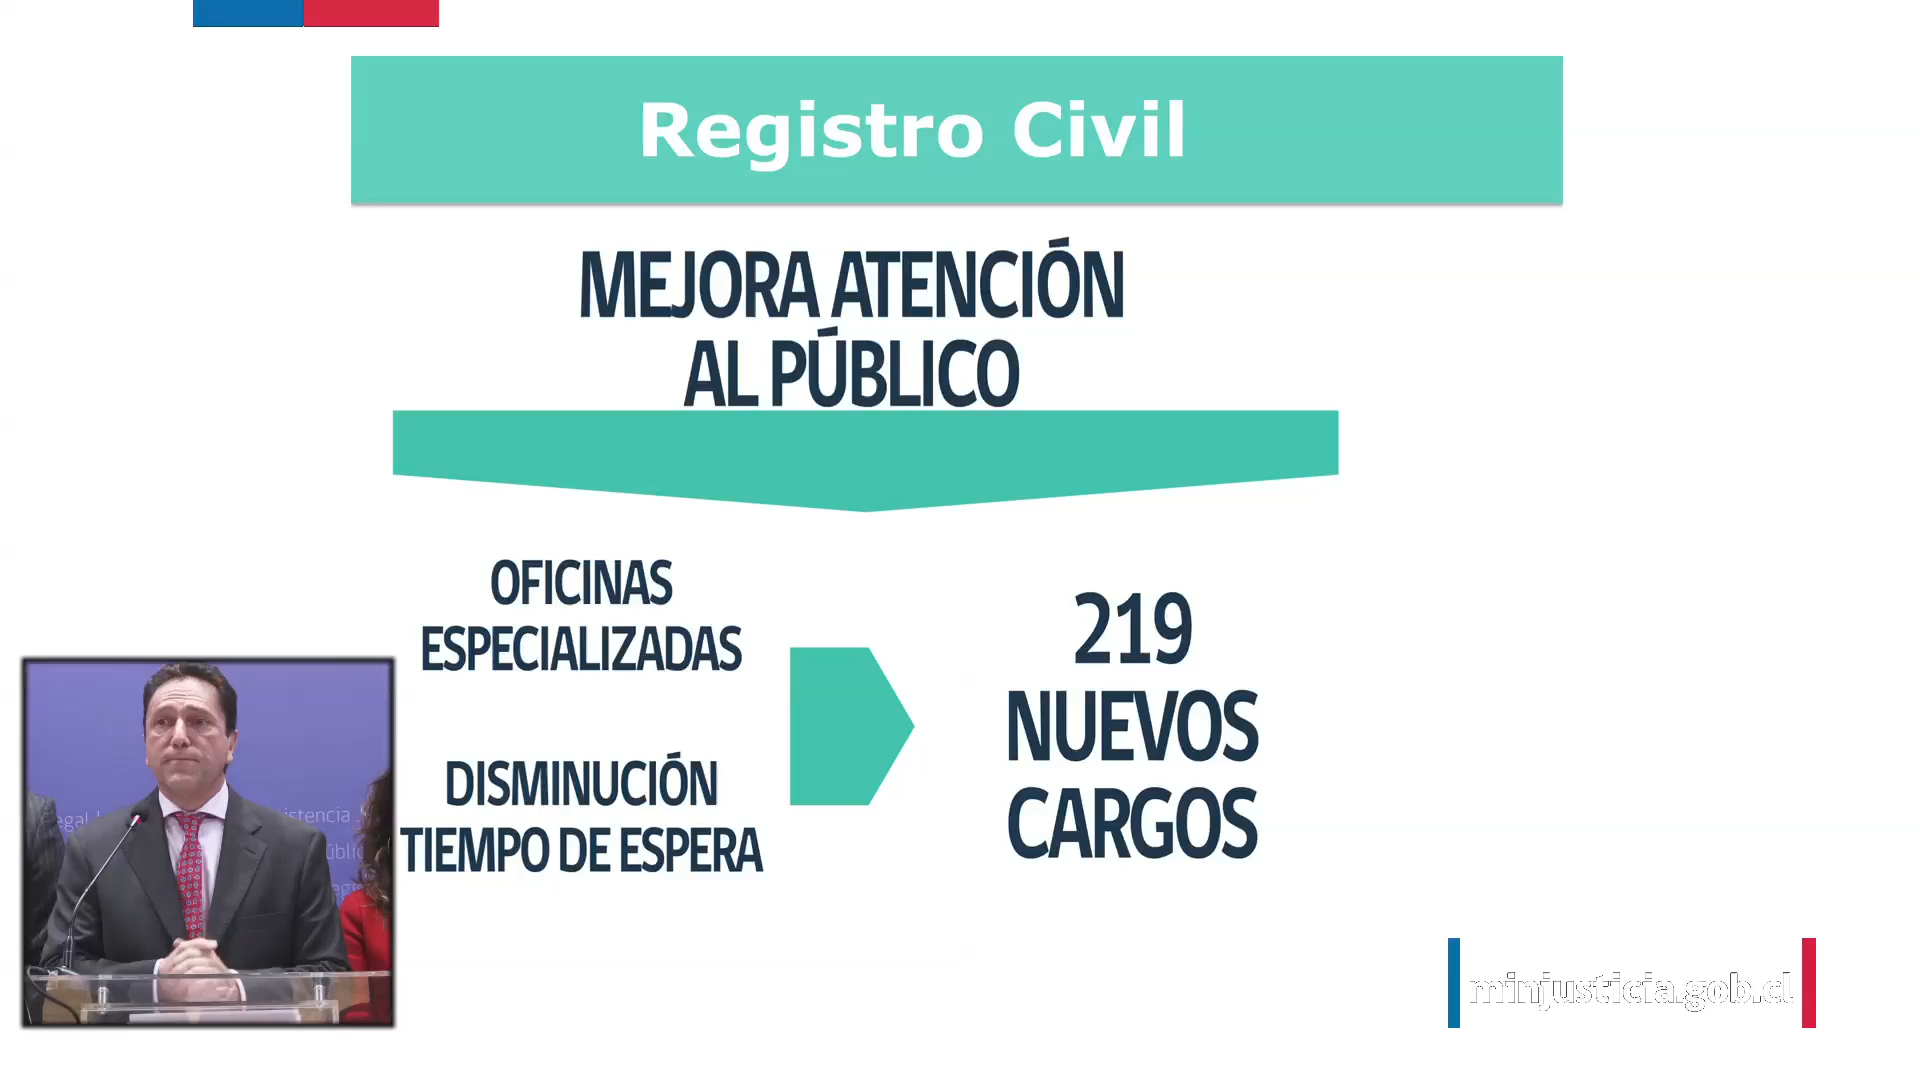 Registro Civil
MEJORA ATENCIÓN
AL PÚBLICO
OFICINAS
ESPECIALIZADAS
DISMINUCIÓN
TIEMPO DE ESPERA
219
NUEVOS
CARGOS
minjusticia.gob.cl